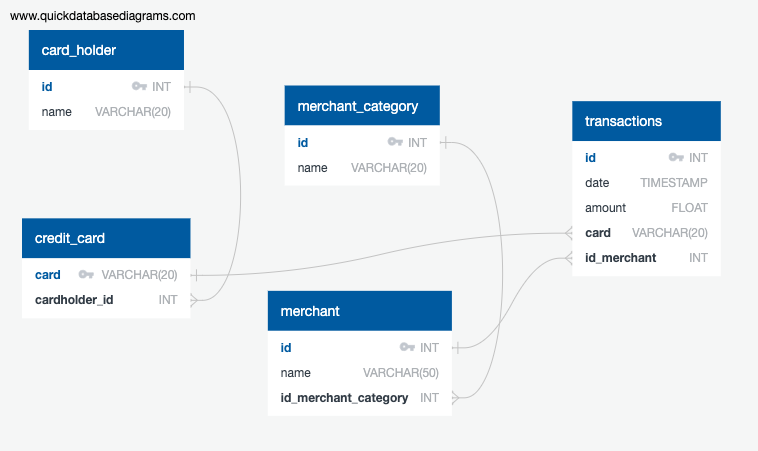 www.quickdatabasediagrams.com
card_holder
id INT
name VARCHAR(20)
merchant_category
id INT
name VARCHAR(20)
transactions
id INT
date TIMESTAMP
amount FLOAT
card VARCHAR(20)
id_merchant INT
credit_card
card VARCHAR(20)
cardholder_id INT
merchant
id INT
name VARCHAR(50)
id_merchant_category INT